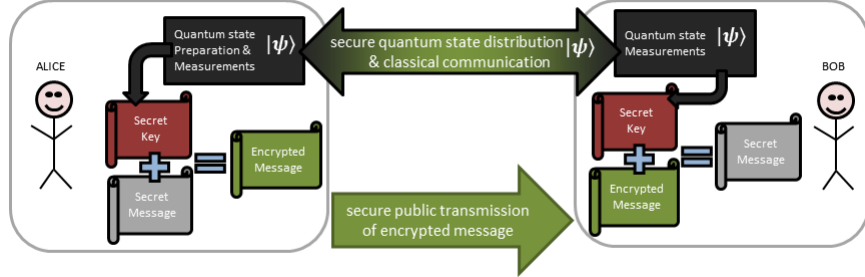 ALICE
Quantum state
Preparation &
Measurements
|ψ⟩
Secret
Key
Secret
Message
Encrypted
Message
secure quantum state distribution |ψ⟩
& classical communication
secure public transmission
of encrypted message
Quantum state
Measurements
|ψ⟩
BOB
Secret
Key
Encrypted
Message
Secret
Message